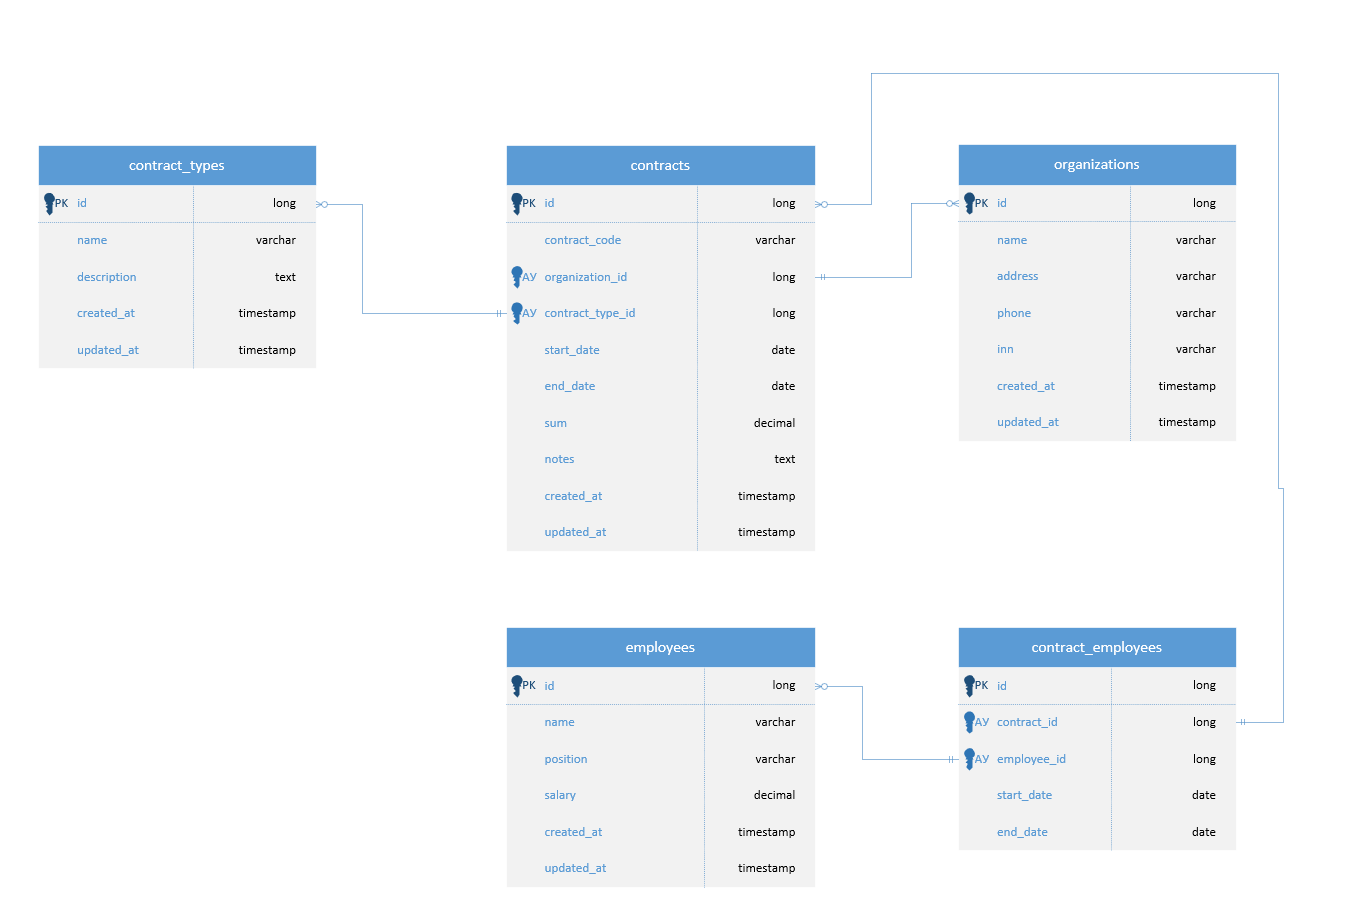 contract_types
PK id long
name varchar
description text
created_at timestamp
updated_at timestamp
contracts
PK id long
contract_code varchar
АУ organization_id long
АУ contract_type_id long
start_date date
end_date date
sum decimal
notes text
created_at timestamp
updated_at timestamp
organizations
PK id long
name varchar
address varchar
phone varchar
inn varchar
created_at timestamp
updated_at timestamp
employees
PK id long
name varchar
position varchar
salary decimal
created_at timestamp
updated_at timestamp
contract_employees
PK id long
АУ contract_id long
АУ employee_id long
start_date date
end_date date